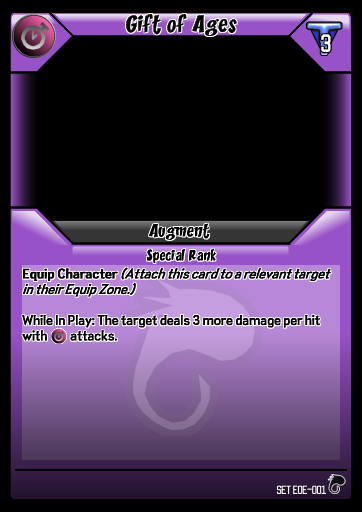 Gift of Ages
3
Augment
Special Rank
Equip Character (Attach this card to a relevant target
in their Equip Zone.)
While In Play: The target deals 3 more damage per hit
with attacks.
SET EOE-001